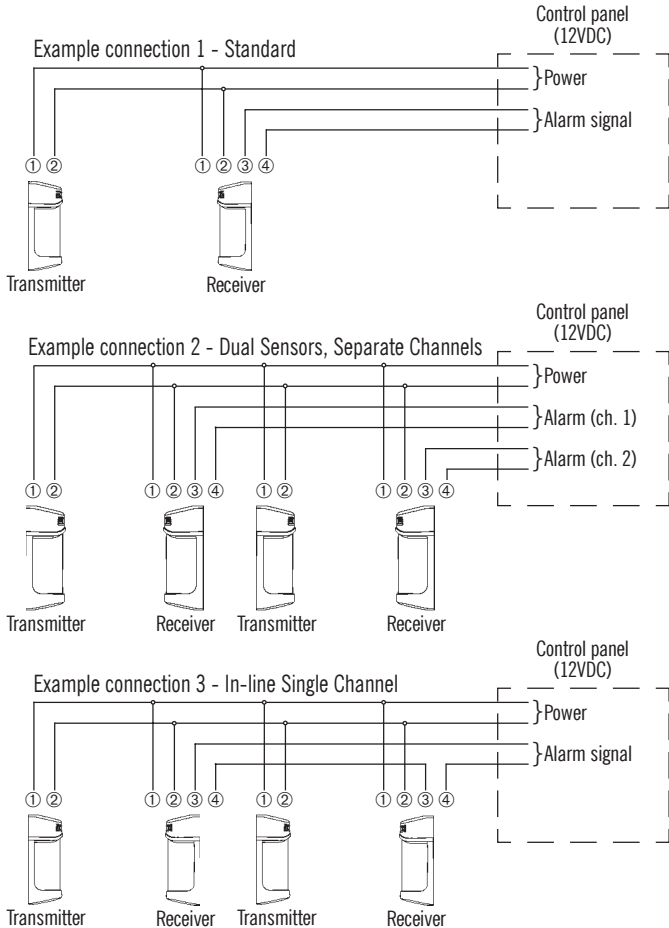 Control panel
(12VDC)
Example connection 1 - Standard
}Power
}Alarm signal
① ② ① ② ③ ④
Transmitter Receiver
Control panel
(12VDC)
Example connection 2 - Dual Sensors, Separate Channels
}Power
}Alarm (ch. 1)
}Alarm (ch. 2)
① ② ① ② ③ ④ ① ② ① ② ③ ④
Transmitter Receiver Transmitter Receiver
Control panel
(12VDC)
Example connection 3 - In-line Single Channel
}Power
}Alarm signal
① ② ① ② ③ ④ ① ② ① ② ③ ④
Transmitter Receiver Transmitter Receiver